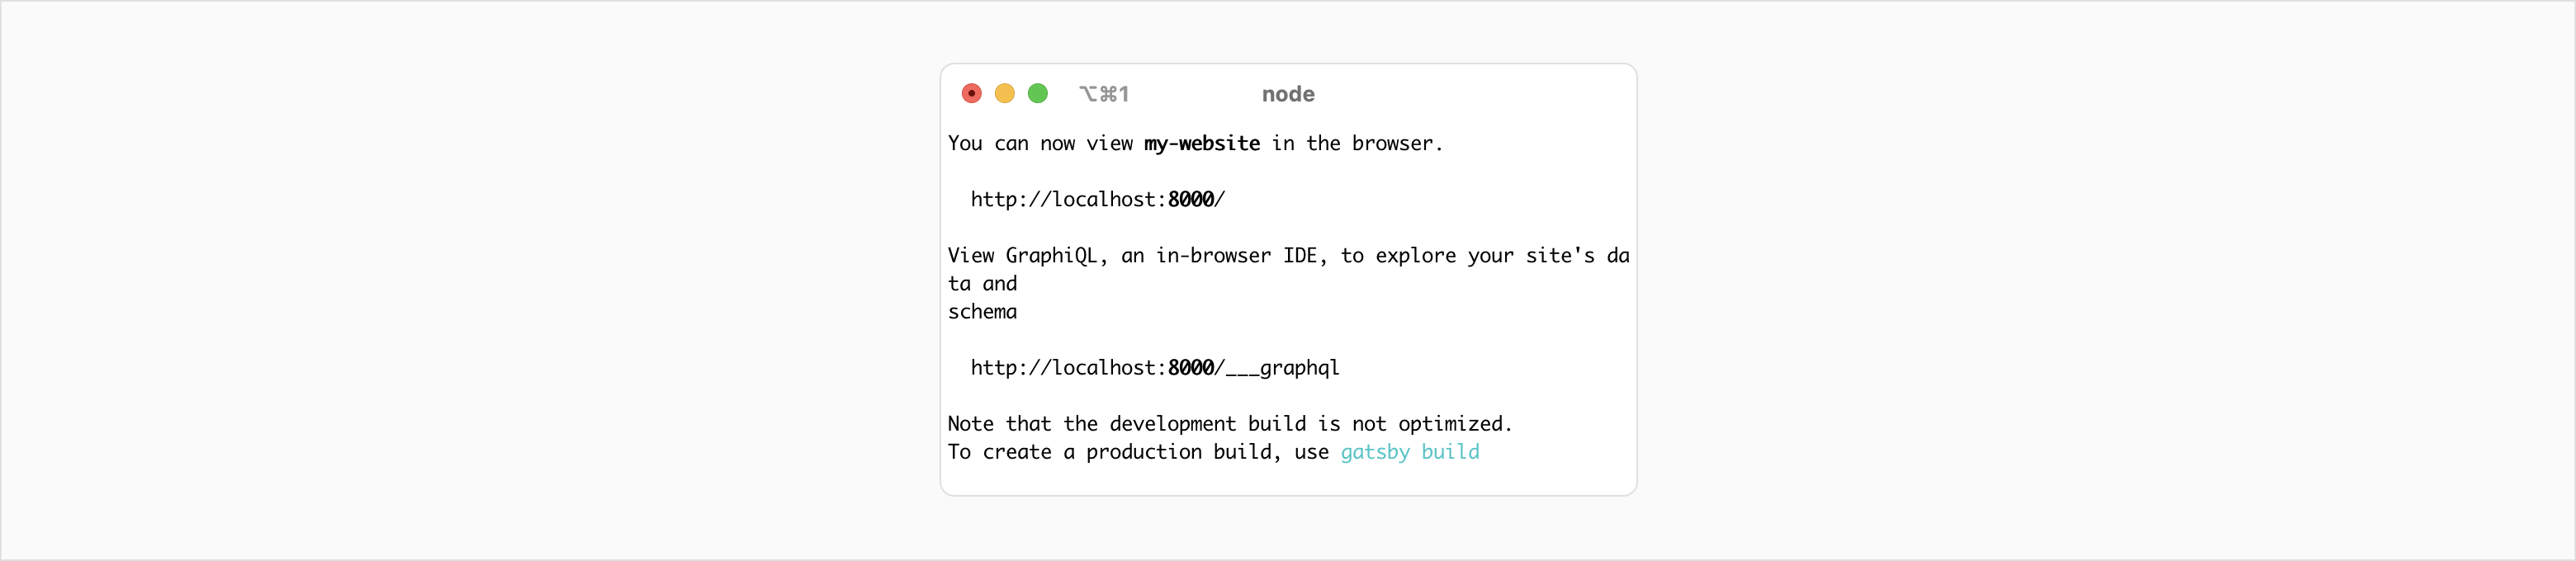 ⌥⌘1 node
You can now view my-website in the browser.
http://localhost:8000/
View GraphiQL, an in-browser IDE, to explore your site's da
ta and
schema
http://localhost:8000/___graphql
Note that the development build is not optimized.
To create a production build, use gatsby build